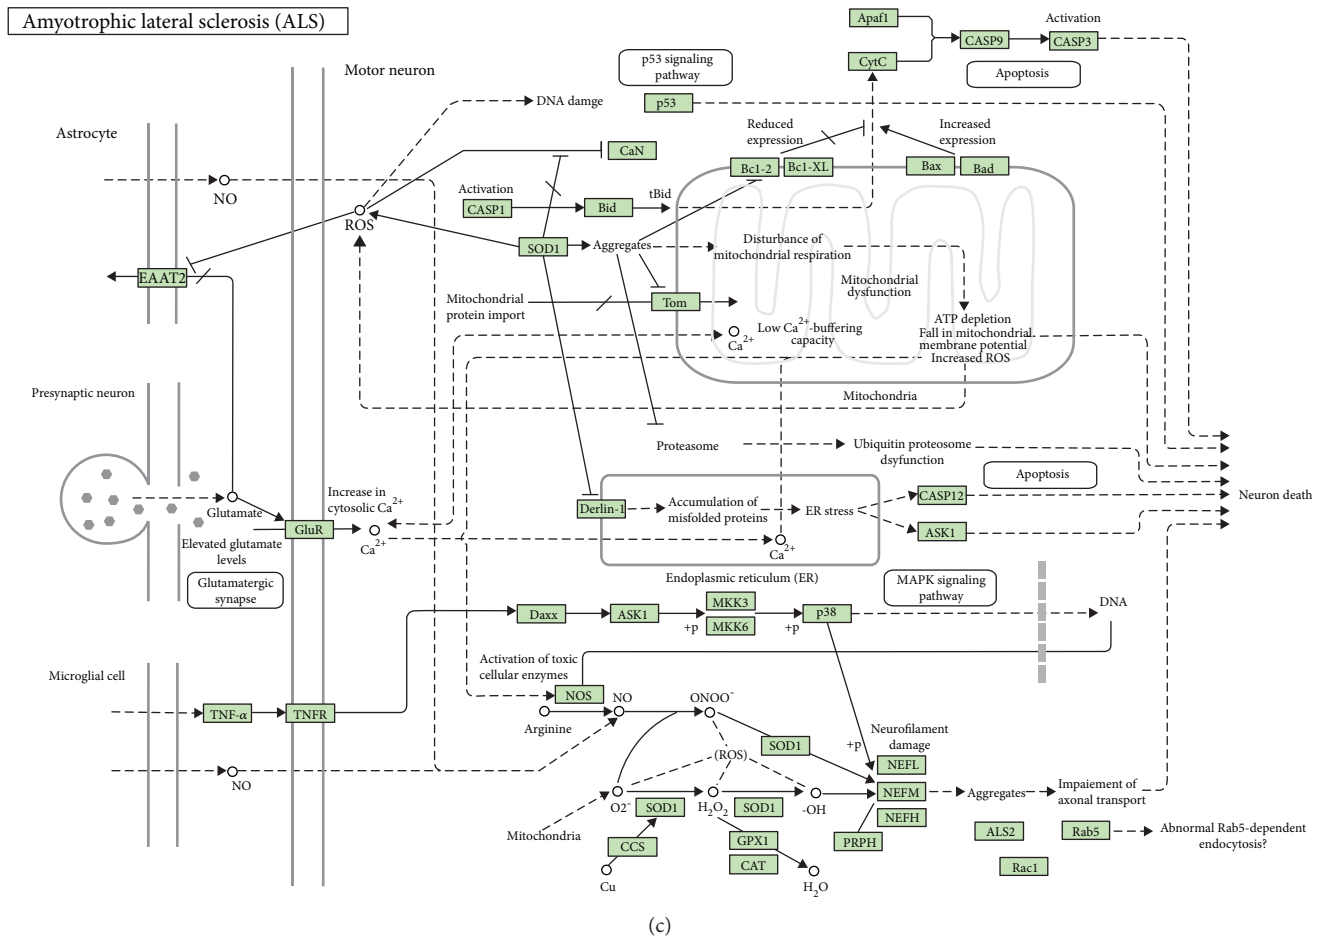 Amyotrophic lateral sclerosis (ALS)
Motor neuron
Astrocyte
NO
ROS
EAAT2
Presynaptic neuron
Glutamate
Elevated glutamate
levels
Glutamatergic
synapse
GluR
Increase in
cytosolic Ca2+
Ca2+
Microglial cell
TNF-α
TNFR
NO
p53 signaling
pathway
DNA damge
p53
CaN
Activation
CASP1
Bid
tBid
SOD1
Aggregates
Mitochondrial
protein import
Tom
Apaf1
CytC
CASP9
Activation
CASP3
Apoptosis
Reduced
expression
Increased
expression
Bc1-2
Bc1-XL
Bax
Bad
Disturbance of
mitochondrial respiration
Mitochondrial
dysfunction
Ca2+
Low Ca2+-buffering
capacity
ATP depletion
Fall in mitochondrial
membrane potential
Increased ROS
Mitochondria
Proteasome
Ubiquitin proteosome
dsyfunction
Derlin-1
Accumulation of
misfolded proteins
ER stress
Ca2+
CASP12
ASK1
Apoptosis
Neuron death
Endoplasmic reticulum (ER)
MAPK signaling
pathway
Daxx
ASK1
+p
MKK3
MKK6
+p
p38
DNA
Activation of toxic
cellular enzymes
NOS
NO
ONOO-
Arginine
(ROS)
SOD1
+p
Neurofilament
damage
NEFL
NEFM
NEFH
PRPH
Aggregates
Impaiement of
axonal transport
Mitochondria
O2-
SOD1
H2O2
SOD1
-OH
CCS
Cu
GPX1
CAT
H2O
ALS2
Rab5
Rac1
Abnormal Rab5-dependent
endocytosis?
(c)